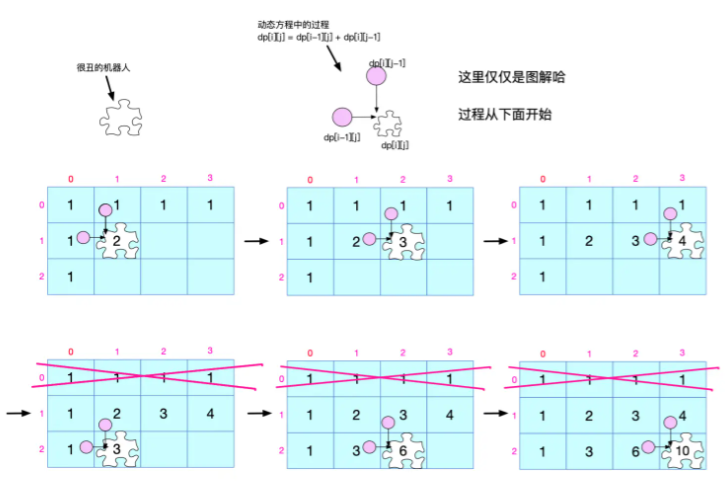 动态方程中的过程
dp[i][j] = dp[i-1][j] + dp[i][j-1]
很丑的机器人
dp[i][j-1]
这里仅仅是图解哈
过程从下面开始
dp[i-1][j]
dp[i][j]
0 1 2 3 0 1 2 3 0 1 2 3
0 1 1 1 1 0 1 1 1 1 0 1 1 1 1
1 1 2 1 1 2 3 1 1 2 3 4
2 1 2 1 2 1
0 1 2 3 0 1 2 3 0 1 2 3
0 1 1 1 1 0 1 1 1 1 0 1 1 1 1
1 1 2 3 4 1 1 2 3 4 1 1 2 3 4
2 1 3 2 1 3 6 2 1 3 6 10